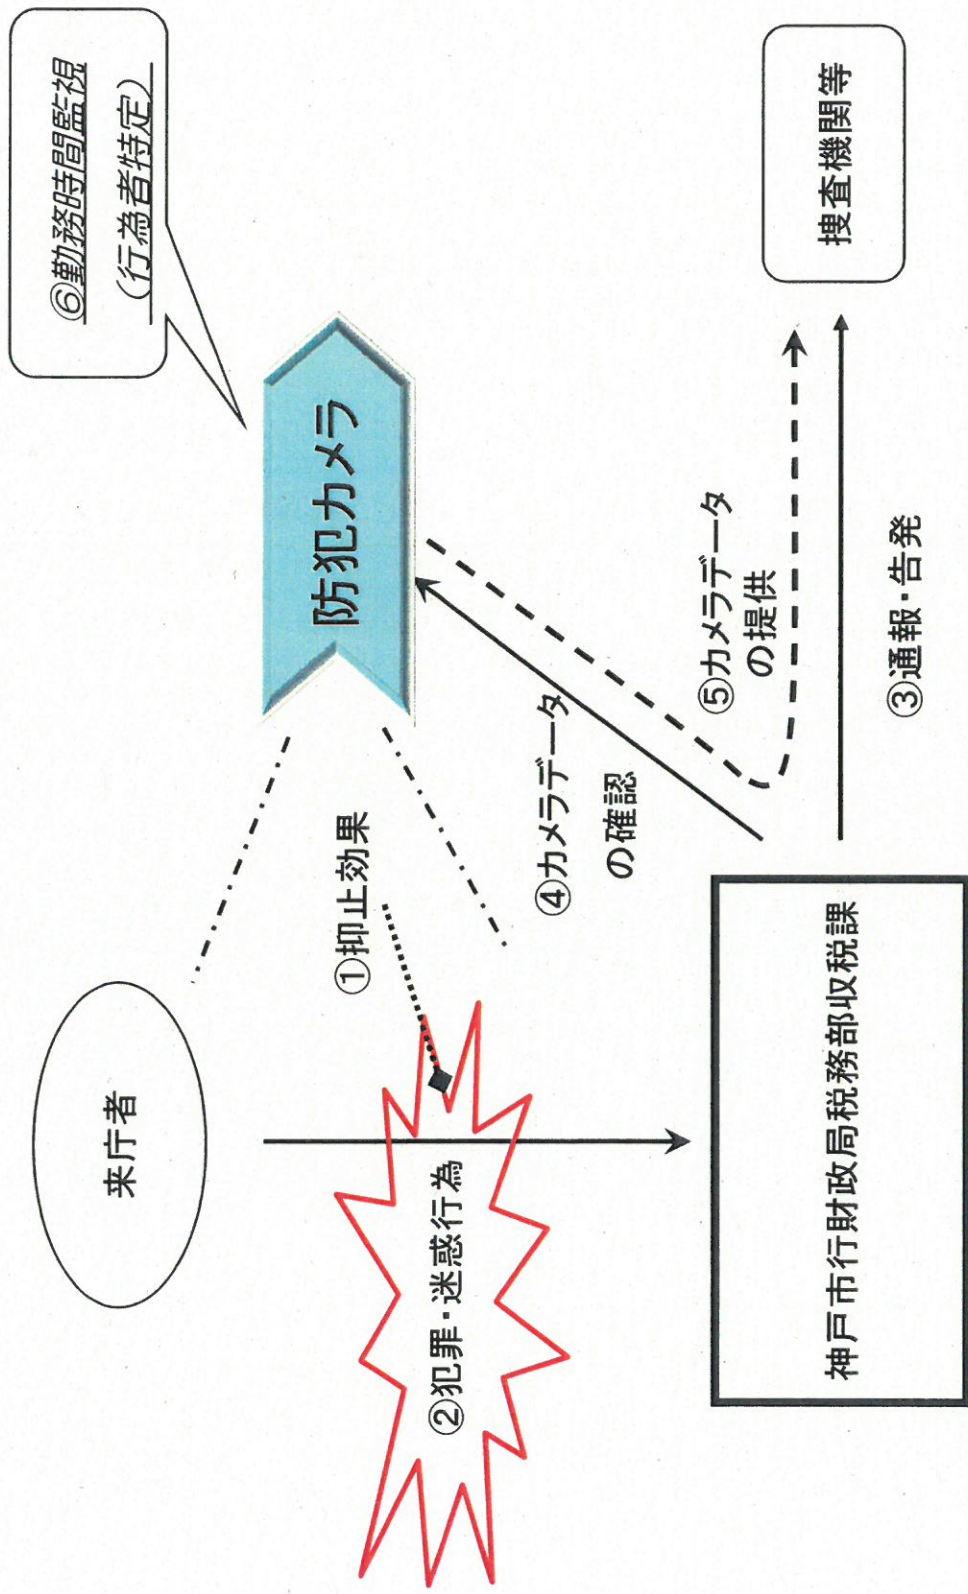 来庁者
⑥勤務時間監視
(行為者特定)
防犯カメラ
①抑止効果
②犯罪・迷惑行為
④カメラデータ
の確認
⑤カメラデータ
の提供
捜査機関等
③通報・告発
神戸市行財政局税務部収税課